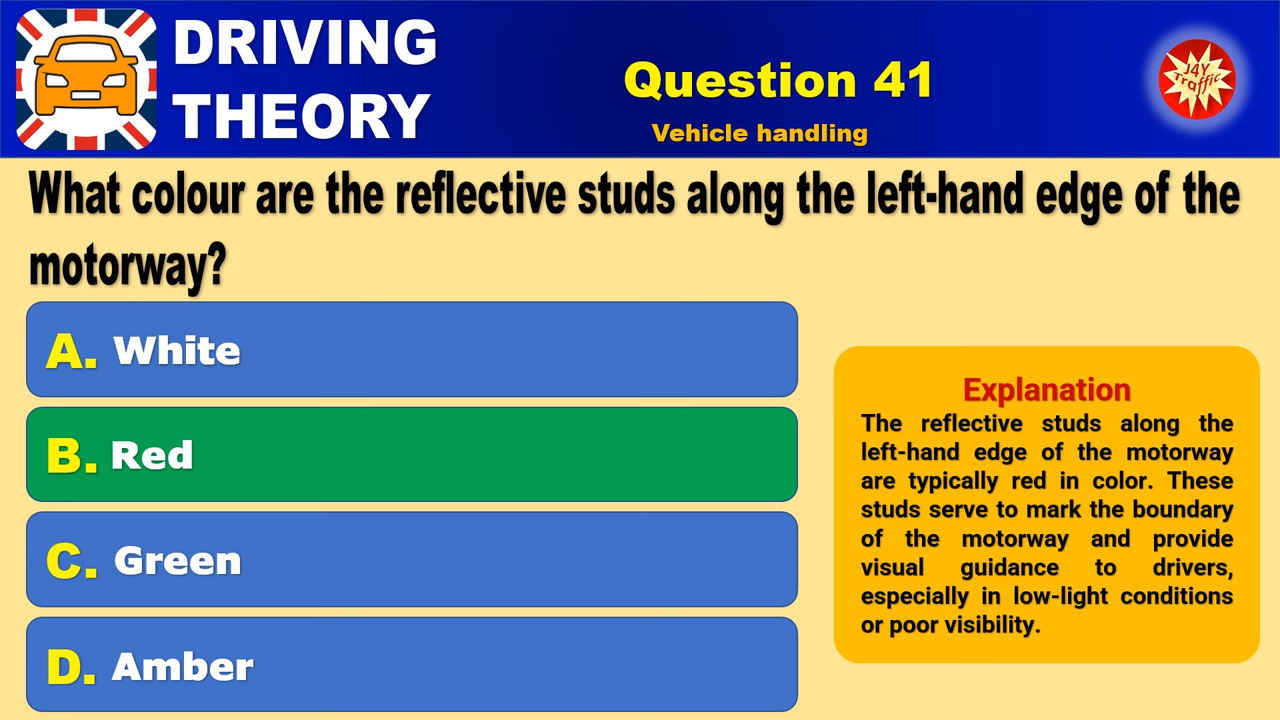 DRIVING
THEORY
Question 41
Vehicle handling
J4Y
Traffic
What colour are the reflective studs along the left-hand edge of the
motorway?
A. White
B. Red
C. Green
D. Amber
Explanation
The reflective studs along the
left-hand edge of the motorway
are typically red in color. These
studs serve to mark the boundary
of the motorway and provide
visual guidance to drivers,
especially in low-light conditions
or poor visibility.